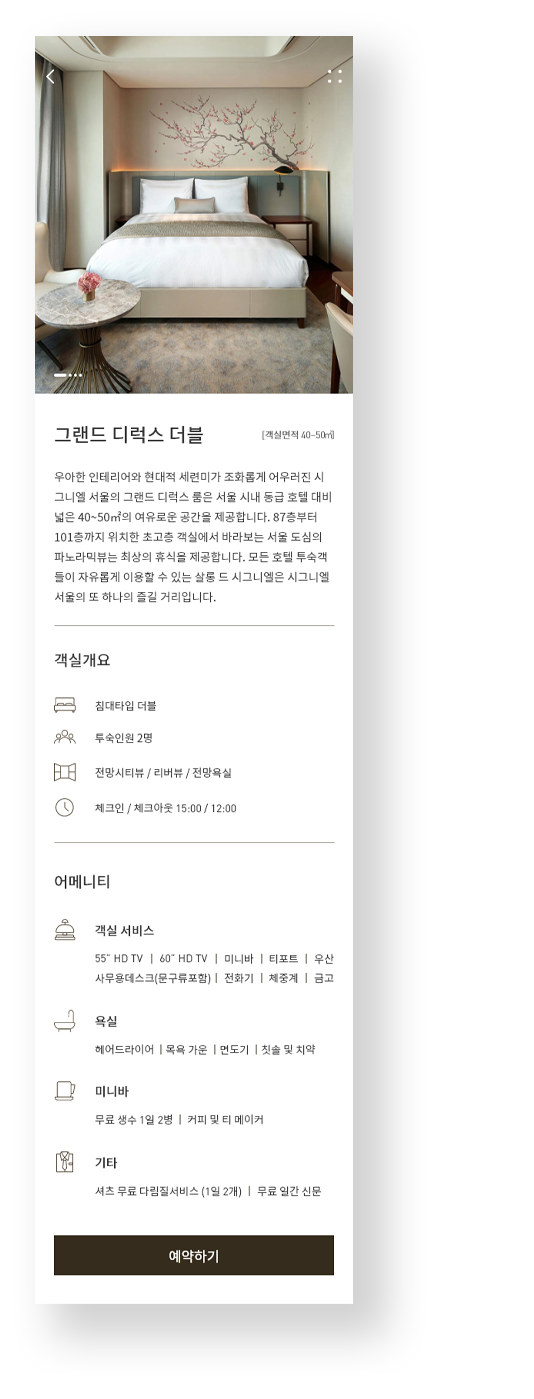 그랜드 디럭스 더블
[객실면적 40~50㎡]
우아한 인테리어와 현대적 세련미가 조화롭게 어우러진 시
그니엘 서울의 그랜드 디럭스 룸은 서울 시내 동급 호텔 대비
넓은 40~50㎡의 여유로운 공간을 제공합니다. 87층부터
101층까지 위치한 초고층 객실에서 바라보는 서울 도심의
파노라믹뷰는 최상의 휴식을 제공합니다. 모든 호텔 투숙객
들이 자유롭게 이용할 수 있는 살롱 드 시그니엘은 시그니엘
서울의 또 하나의 즐길 거리입니다.
객실개요
침대타입 더블
투숙인원 2명
전망시티뷰 / 리버뷰 / 전망욕실
체크인 / 체크아웃 15:00 / 12:00
어메니티
객실 서비스
55" HD TV | 60" HD TV | 미니바 | 티포트 | 우산
사무용데스크(문구류포함) | 전화기 | 체중계 | 금고
욕실
헤어드라이어 | 목욕 가운 | 면도기 | 칫솔 및 치약
미니바
무료 생수 1일 2병 | 커피 및 티 메이커
기타
셔츠 무료 다림질서비스 (1일 2개) | 무료 일간 신문
예약하기